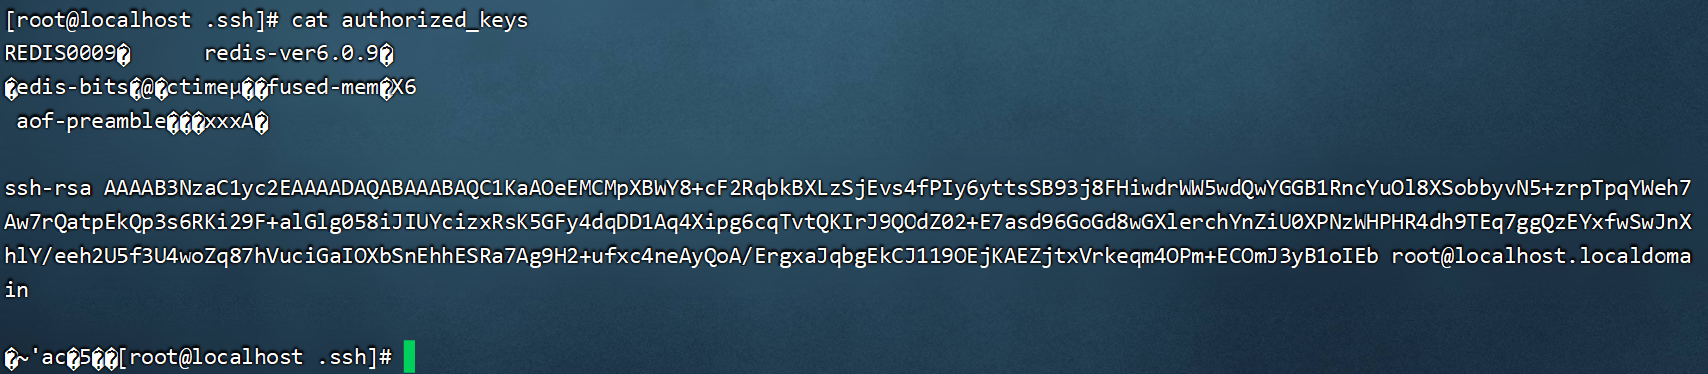 [root@localhost .ssh]# cat authorized_keys
REDIS0009�      redis-ver6.0.9�
�edis-bits�@�ctimeµ��fused-mem�X6
 aof-preamble���xxxA�

ssh-rsa AAAAB3NzaC1yc2EAAAADAQABAAABAQC1KaAOeEMCMpXBWY8+cF2RqbkBXLzSjEvs4fPIy6yttsSB93j8FHiwdrWW5wdQwYGGB1RncYuOl8XSobbyvN5+zrpTpqYWeh7
Aw7rQatpEkQp3s6RKi29F+alGlg058iJIUYcizxRsK5GFy4dqDD1Aq4Xipg6cqTvtQKIrJ9QOdZ02+E7asd96GoGd8wGXlerchYnZiU0XPNzWHPHR4dh9TEq7ggQzEYxfwSwJnX
hlY/eeh2U5f3U4woZq87hVuciGaIOXbSnEhhESRa7Ag9H2+ufxc4neAyQoA/ErgxaJqbgEkCJ119OEjKAEZjtxVrkeqm4OPm+ECOmJ3yB1oIEb root@localhost.localdoma
in

�~'ac�5��[root@localhost .ssh]#